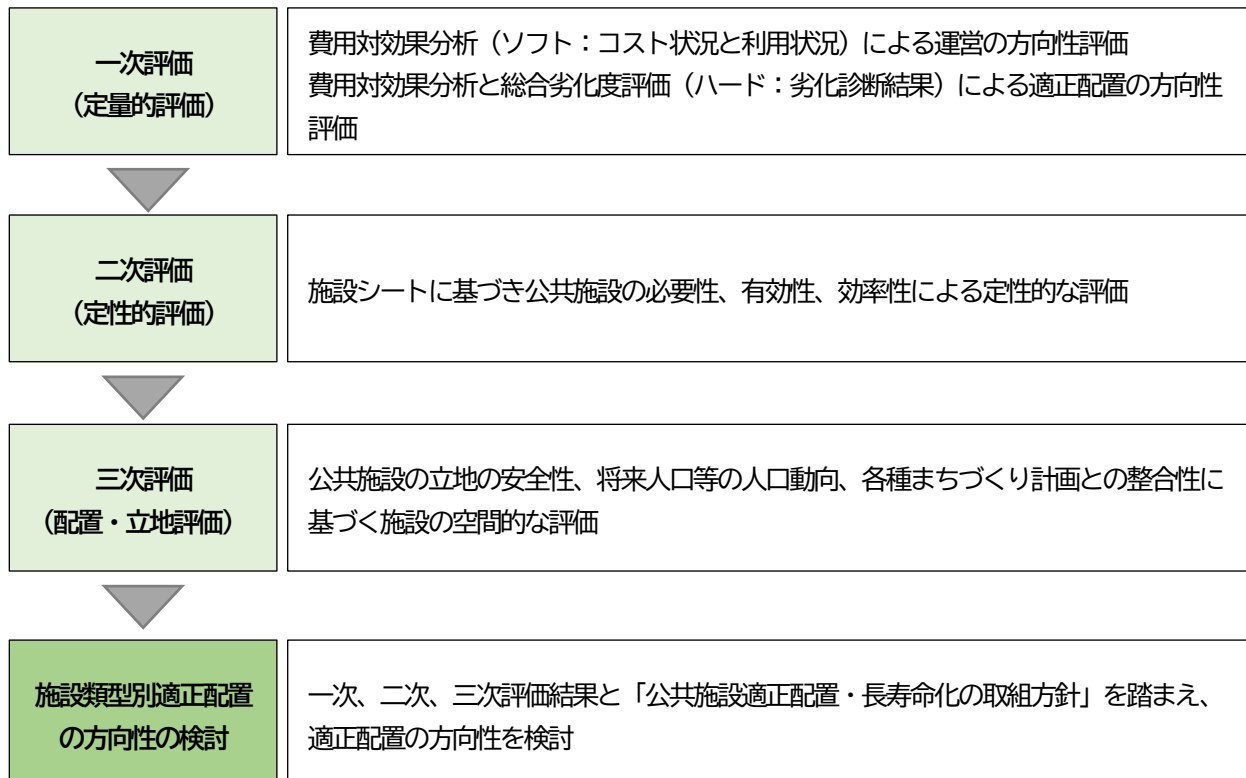 一次評価
（定量的評価）
費用対効果分析（ソフト：コスト状況と利用状況）による運営の方向性評価
費用対効果分析と総合劣化度評価（ハード：劣化診断結果）による適正配置の方向性
評価
二次評価
（定性的評価）
施設シートに基づき公共施設の必要性、有効性、効率性による定性的な評価
三次評価
（配置・立地評価）
公共施設の立地の安全性、将来人口等の人口動向、各種まちづくり計画との整合性に
基づく施設の空間的な評価
施設類型別適正配置
の方向性の検討
一次、二次、三次評価結果と「公共施設適正配置・長寿命化の取組方針」を踏まえ、
適正配置の方向性を検討